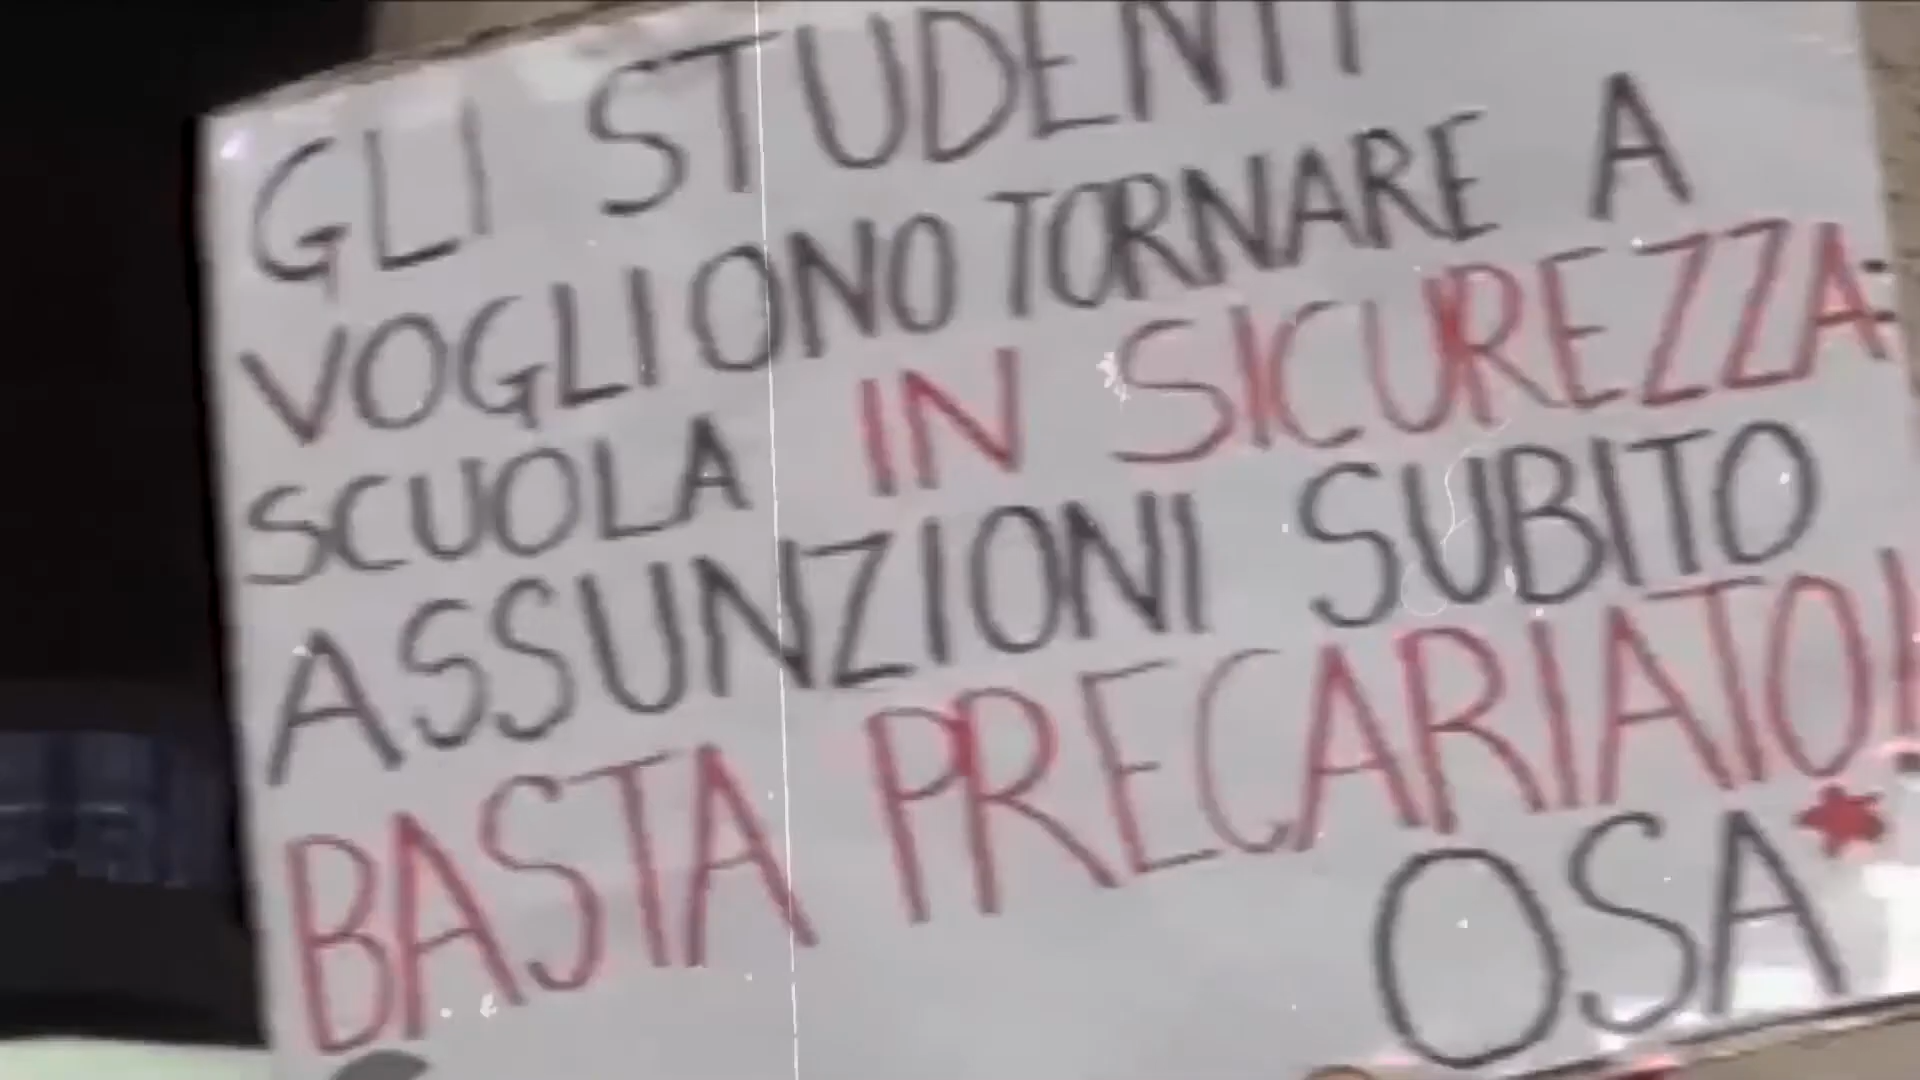 GLI STUDENTI
VOGLIONO TORNARE A
SCUOLA IN SICUREZZA:
ASSUNZIONI SUBITO
BASTA PRECARIATO!
OSA